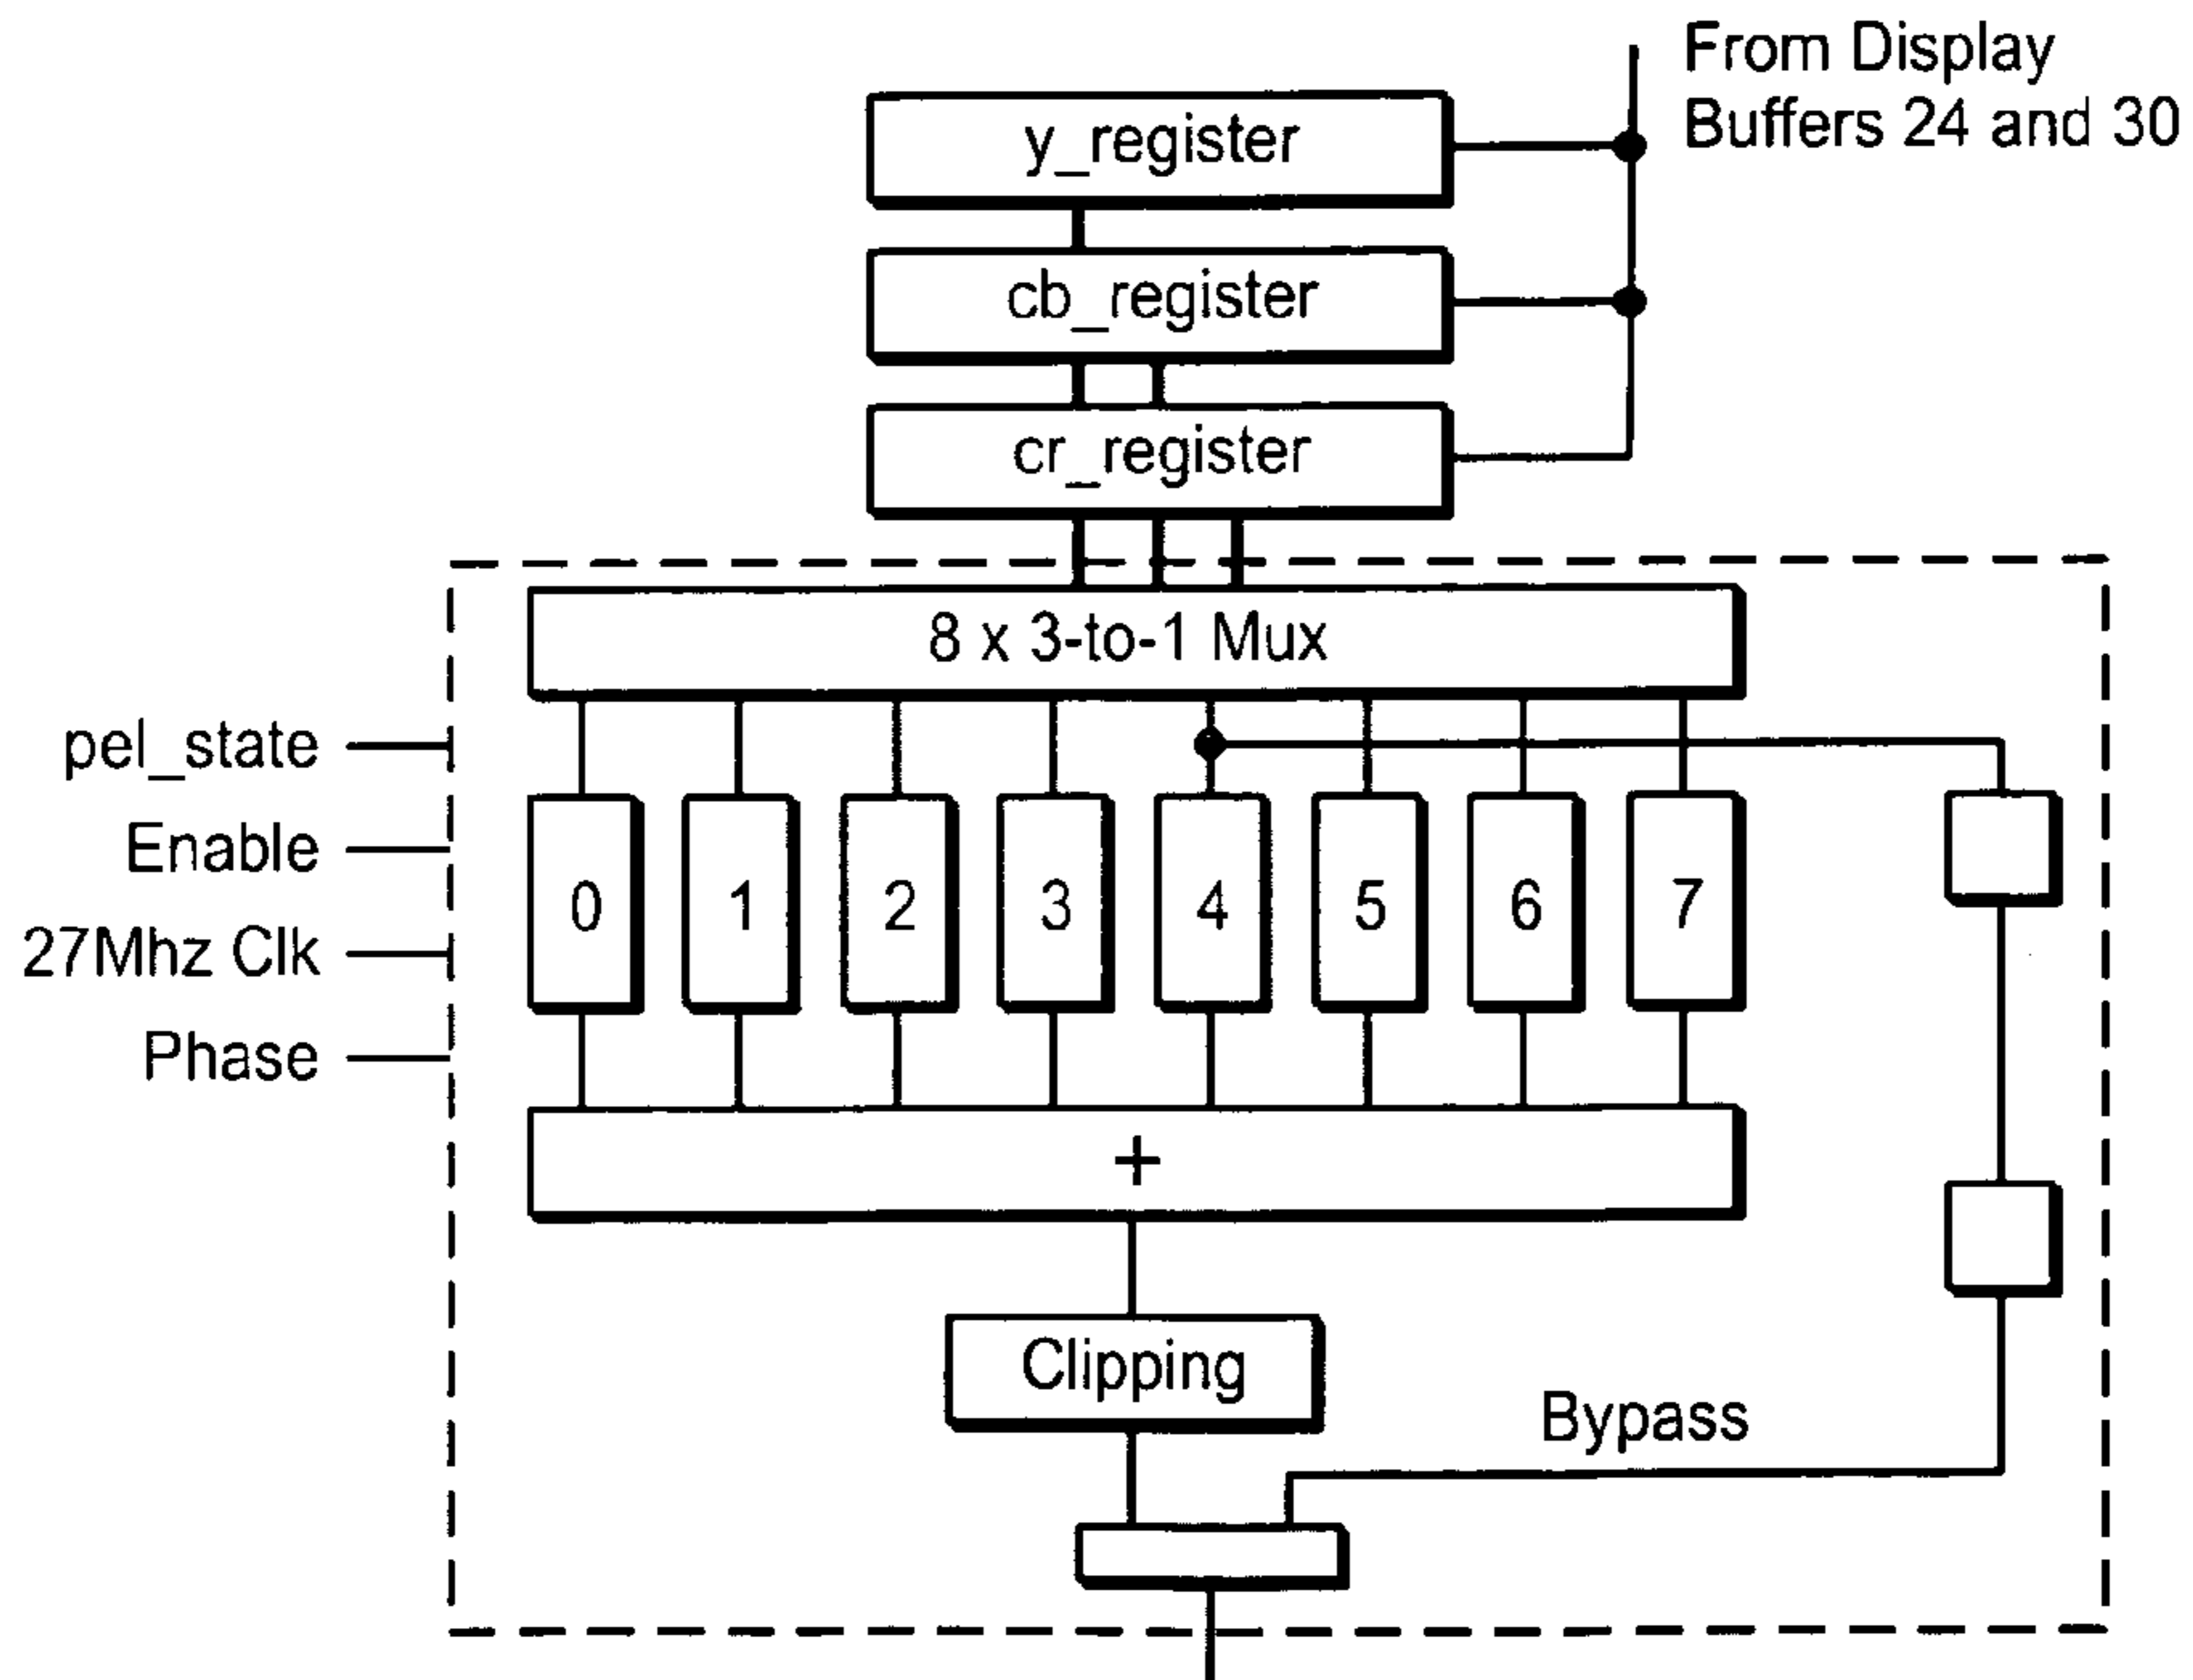 From Display
Buffers 24 and 30
y_register
cb_register
cr_register
8 x 3-to-1 Mux
pel_state
Enable
27Mhz Clk
Phase
0 1 2 3 4 5 6 7
+
Clipping
Bypass